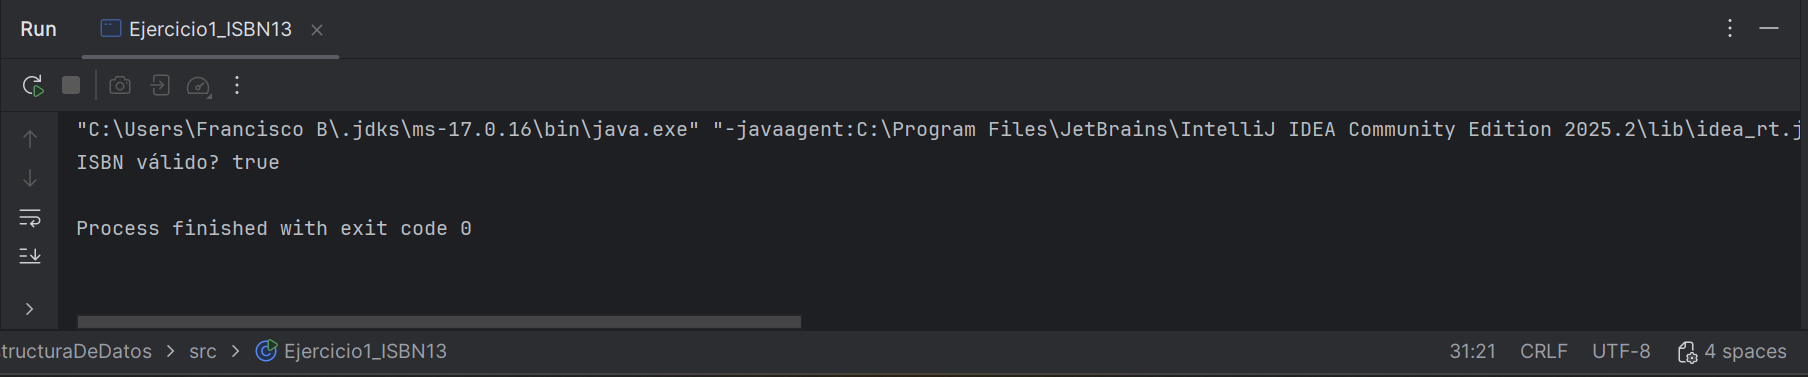 Run Ejercicio1_ISBN13
"C:\Users\Francisco B\.jdks\ms-17.0.16\bin\java.exe" "-javaagent:C:\Program Files\JetBrains\IntelliJ IDEA Community Edition 2025.2\lib\idea_rt.j
ISBN válido? true
Process finished with exit code 0
tructuraDeDatos > src > Ejercicio1_ISBN13 31:21 CRLF UTF-8 4 spaces